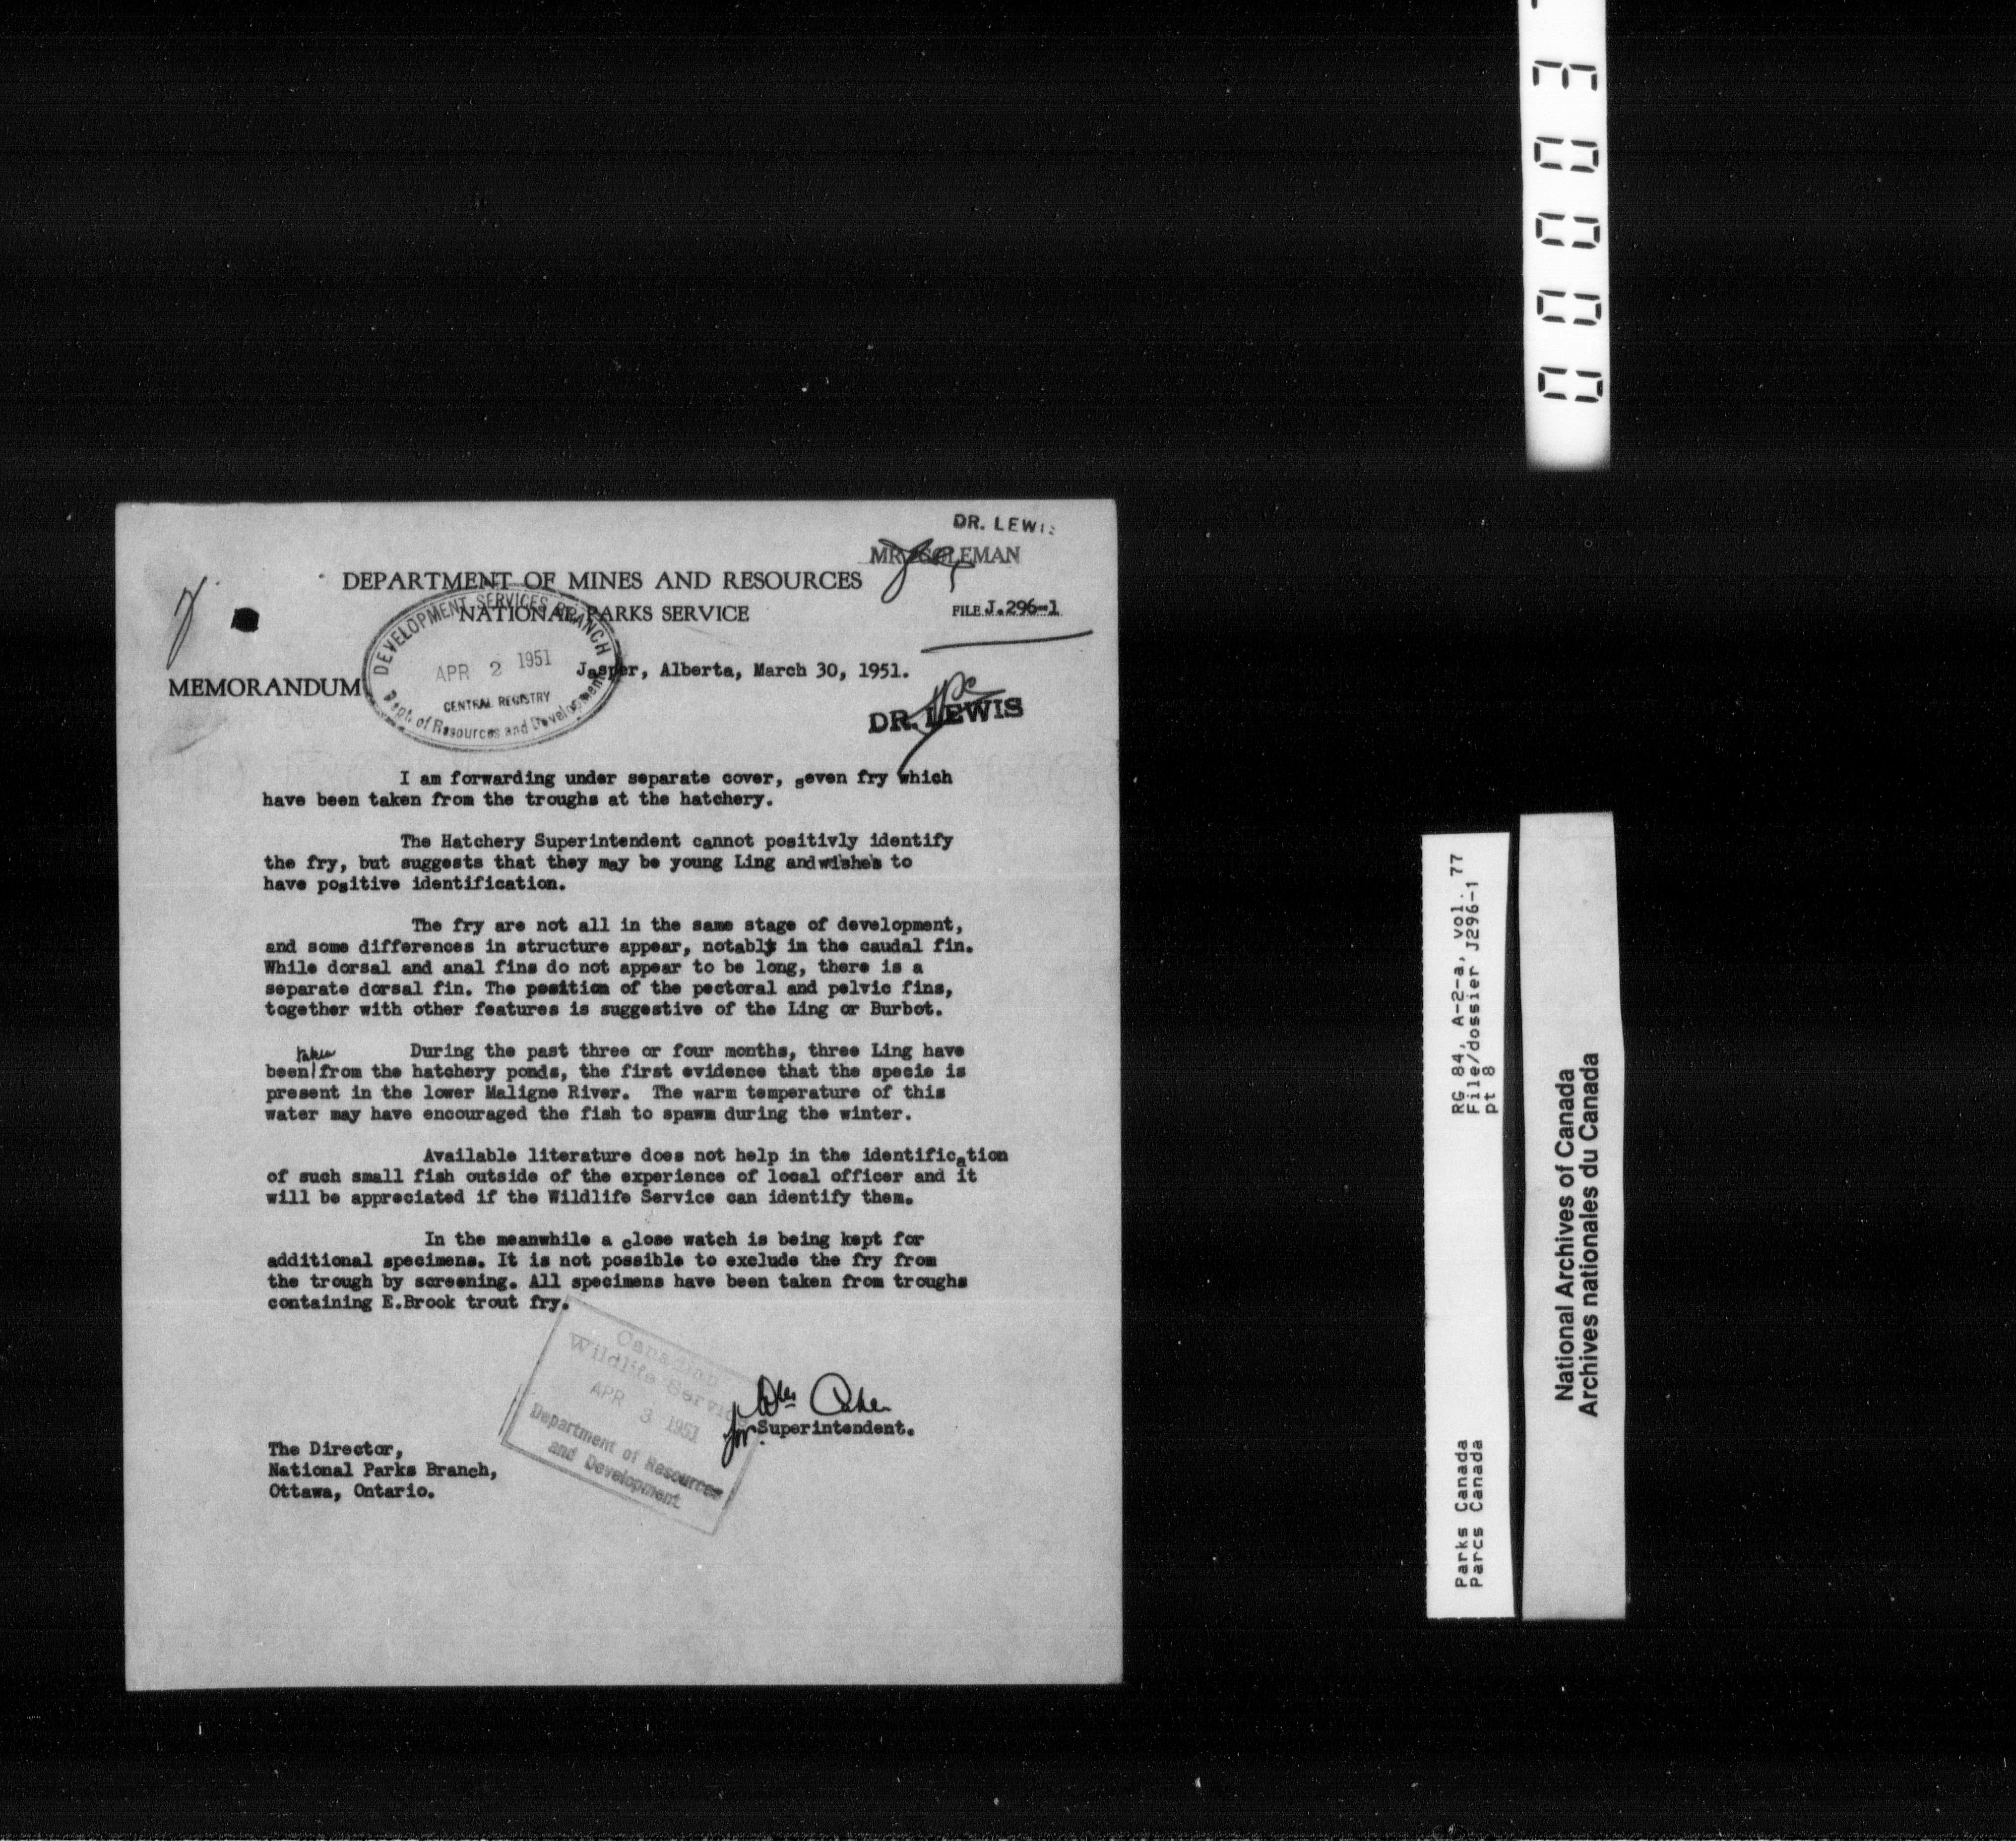 DR. LEWIS
MR COLEMAN
DEPARTMENT OF MINES AND RESOURCES
NATIONAL PARKS SERVICE
FILE J.296-1
DEVELOPMENT SERVICES BRANCH
APR 2 1951
CENTRAL REGISTRY
Dept. of Resources and Development
Jasper, Alberta, March 30, 1951.
MEMORANDUM
DR. LEWIS
I am forwarding under separate cover, seven fry which
have been taken from the troughs at the hatchery.
The Hatchery Superintendent cannot positivly identify
the fry, but suggests that they may be young Ling and wishes to
have positive identification.
The fry are not all in the same stage of development,
and some differences in structure appear, notably in the caudal fin.
While dorsal and anal fins do not appear to be long, there is a
separate dorsal fin. The position of the pectoral and pelvic fins,
together with other features is suggestive of the Ling or Burbot.
taken
During the past three or four months, three Ling have
been from the hatchery ponds, the first evidence that the specie is
present in the lower Maligne River. The warm temperature of this
water may have encouraged the fish to spawn during the winter.
Available literature does not help in the identification
of such small fish outside of the experience of local officer and it
will be appreciated if the Wildlife Service can identify them.
In the meanwhile a close watch is being kept for
additional specimens. It is not possible to exclude the fry from
the trough by screening. All specimens have been taken from troughs
containing E.Brook trout fry.
Canadian
Wildlife Service
APR 3 1951
Department of Resources
and Development
for Superintendent.
The Director,
National Parks Branch,
Ottawa, Ontario.
00003
RG 84, A-2-a, vol. 77
File/dossier J296-1
pt 8
Parks Canada
Parcs Canada
National Archives of Canada
Archives nationales du Canada